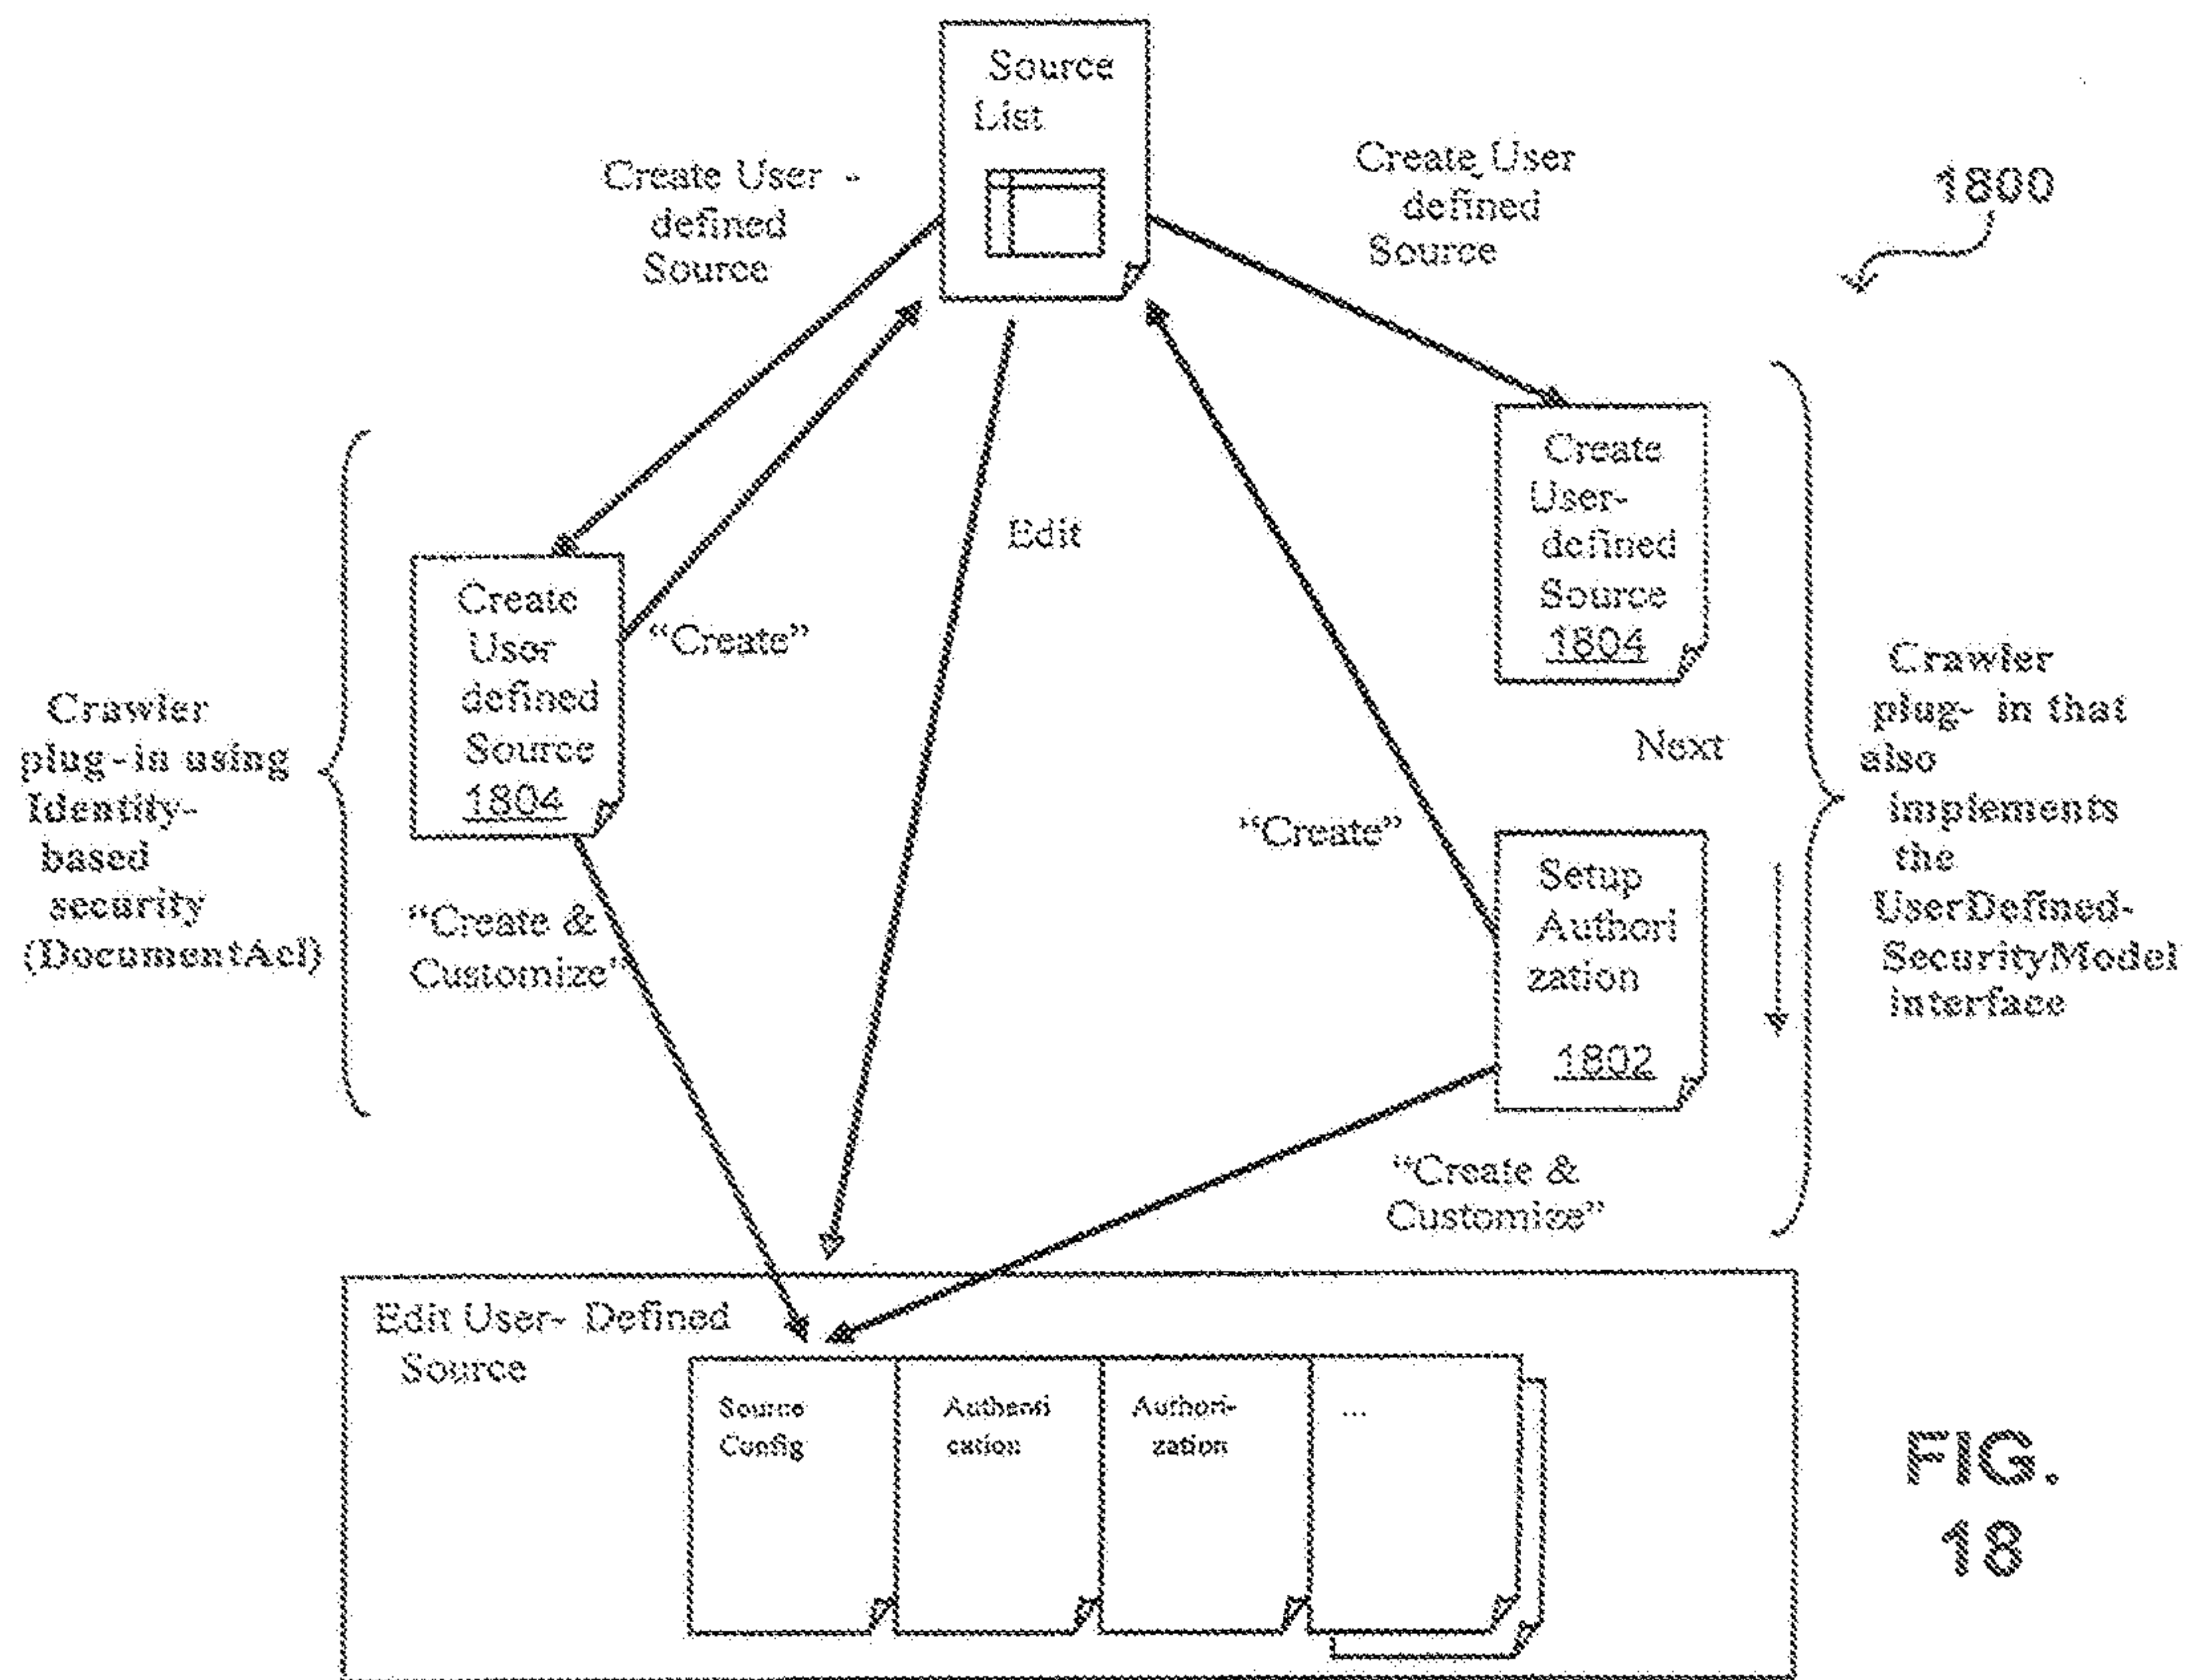 Source
List
Create User -
defined
Source
Create User
defined
Source
1800
Edit
Create
User-
defined
Source
1804
Next
Create
User
defined
Source
1804
"Create"
Crawler
plug-in using
Identity-
based
security
(DocumentAcl)
"Create &
Customize"
"Create"
Setup
Authori
zation
1802
Crawler
plug- in that
also
implements
the
UserDefined-
SecurityModel
interface
"Create &
Customize"
Edit User- Defined
Source
Source
Config
Authenti
cation
Authori-
zation
...
FIG.
18